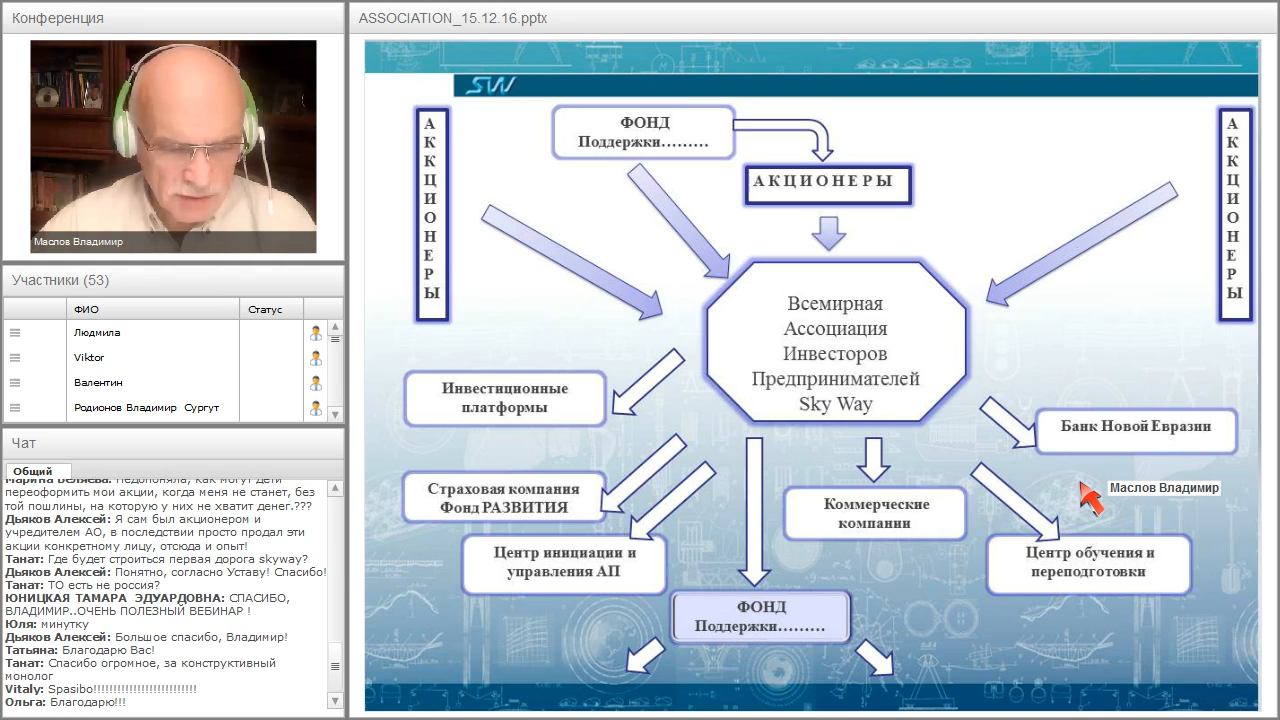 Конференция
Маслов Владимир
Участники (53)
ФИО Статус
Людмила
Viktor
Валентин
Родионов Владимир Сургут
Чат
Общий
переоформить мои акции, когда меня не станет, без
той пошлины, на которую у них не хватит денег.???
Дьяков Алексей: Я сам был акционером и
учредителем АО, в последствии просто продал эти
акции конкретному лицу, отсюда и опыт!
Танат: Где будет строиться первая дорога skyway?
Дьяков Алексей: Понятно, согласно Уставу! Спасибо!
Танат: ТО есть не россия?
ЮНИЦКАЯ ТАМАРА ЭДУАРДОВНА: СПАСИБО,
ВЛАДИМИР..ОЧЕНЬ ПОЛЕЗНЫЙ ВЕБИНАР !
Юля: минитку
Дьяков Алексей: Большое спасибо, Владимир!
Татьяна: Благодарю Вас!
Танат: Спасибо огромное, за конструктивный
монолог
Vitaly:
Ольга: Благодарю!!!
ASSOCIATION_15.12.16.pptx
SW
АККЦИОНЕРЫ
ФОНД
Поддержки………
АКЦИОНЕРЫ
АККЦИОНЕРЫ
Всемирная
Ассоциация
Инвесторов
Предпринимателей
Sky Way
Инвестиционные
платформы
Банк Новой Евразии
Маслов Владимир
Страховая компания
Фонд РАЗВИТИЯ
Коммерческие
компании
Центр инициации и
управления АП
Центр обучения и
переподготовки
ФОНД
Поддержки………